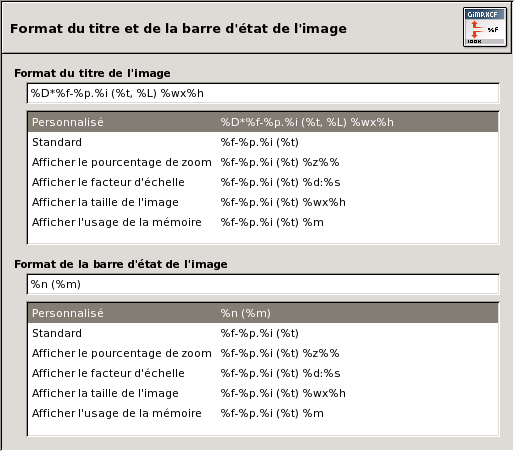 Format du titre et de la barre d'état de l'image
GIMP.XCF
%f
Format du titre de l'image
%D*%f-%p.%i (%t, %L) %wx%h
Personnalisé %D*%f-%p.%i (%t, %L) %wx%h
Standard %f-%p.%i (%t)
Afficher le pourcentage de zoom %f-%p.%i (%t) %z%%
Afficher le facteur d'échelle %f-%p.%i (%t) %d:%s
Afficher la taille de l'image %f-%p.%i (%t) %wx%h
Afficher l'usage de la mémoire %f-%p.%i (%t) %m
Format de la barre d'état de l'image
%n (%m)
Personnalisé %n (%m)
Standard %f-%p.%i (%t)
Afficher le pourcentage de zoom %f-%p.%i (%t) %z%%
Afficher le facteur d'échelle %f-%p.%i (%t) %d:%s
Afficher la taille de l'image %f-%p.%i (%t) %wx%h
Afficher l'usage de la mémoire %f-%p.%i (%t) %m